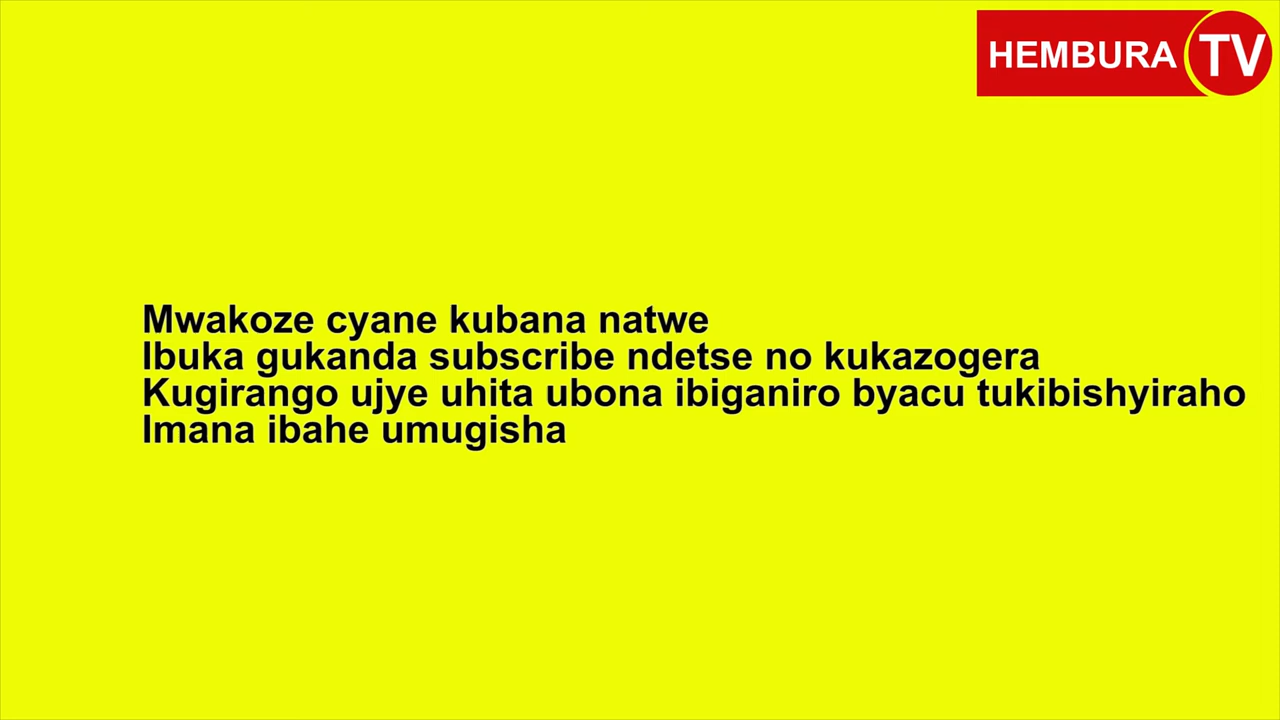 HEMBURA TV
Mwakoze cyane kubana natwe
Ibuka gukanda subscribe ndetse no kukazogera
Kugirango ujye uhita ubona ibiganiro byacu tukibishyiraho
Imana ibahe umugisha